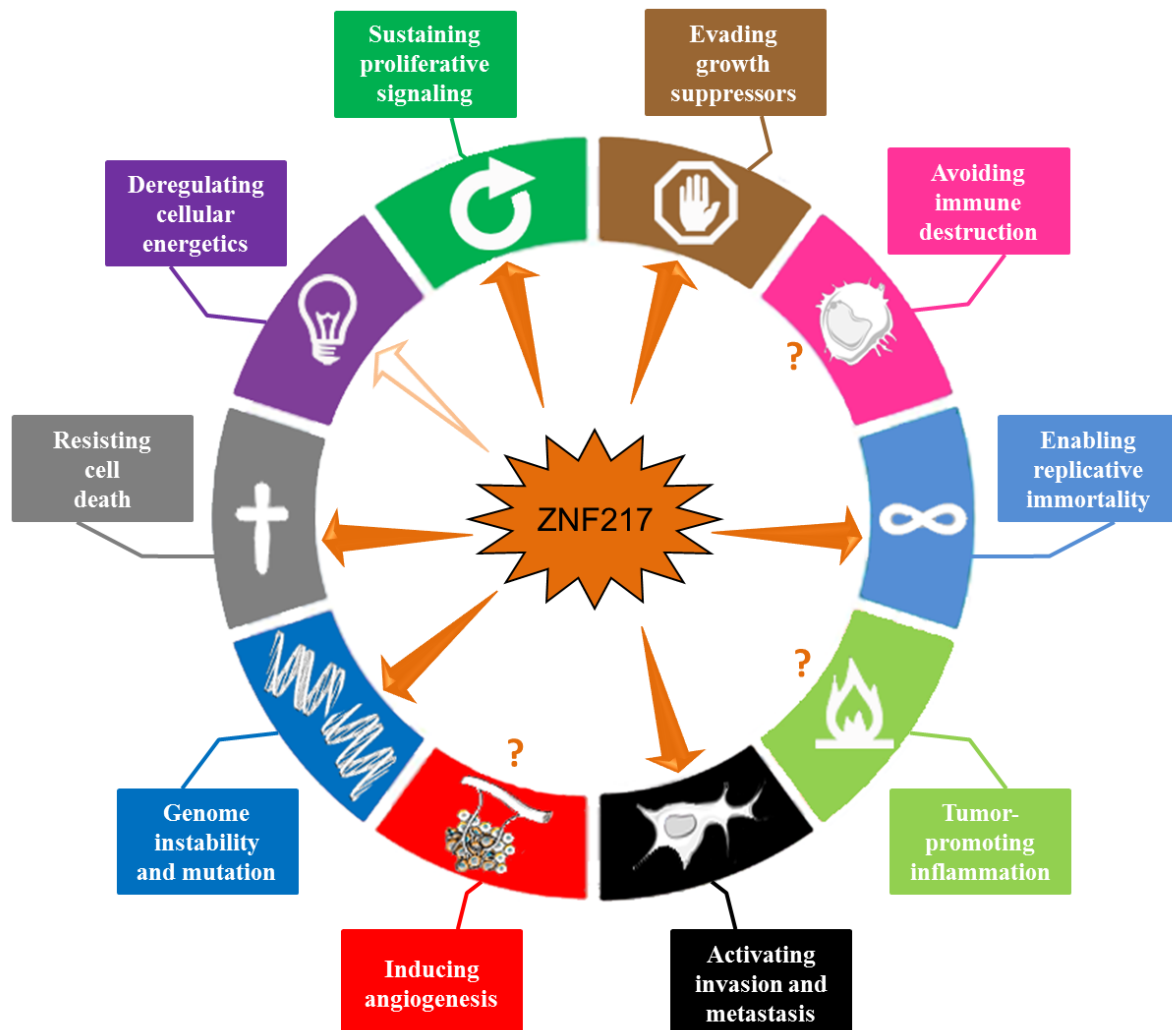 Sustaining
proliferative
signaling
Evading
growth
suppressors
Deregulating
cellular
energetics
Avoiding
immune
destruction
?
Resisting
cell
death
ZNF217
Enabling
replicative
immortality
?
?
Genome
instability
and mutation
Tumor-
promoting
inflammation
Inducing
angiogenesis
Activating
invasion and
metastasis